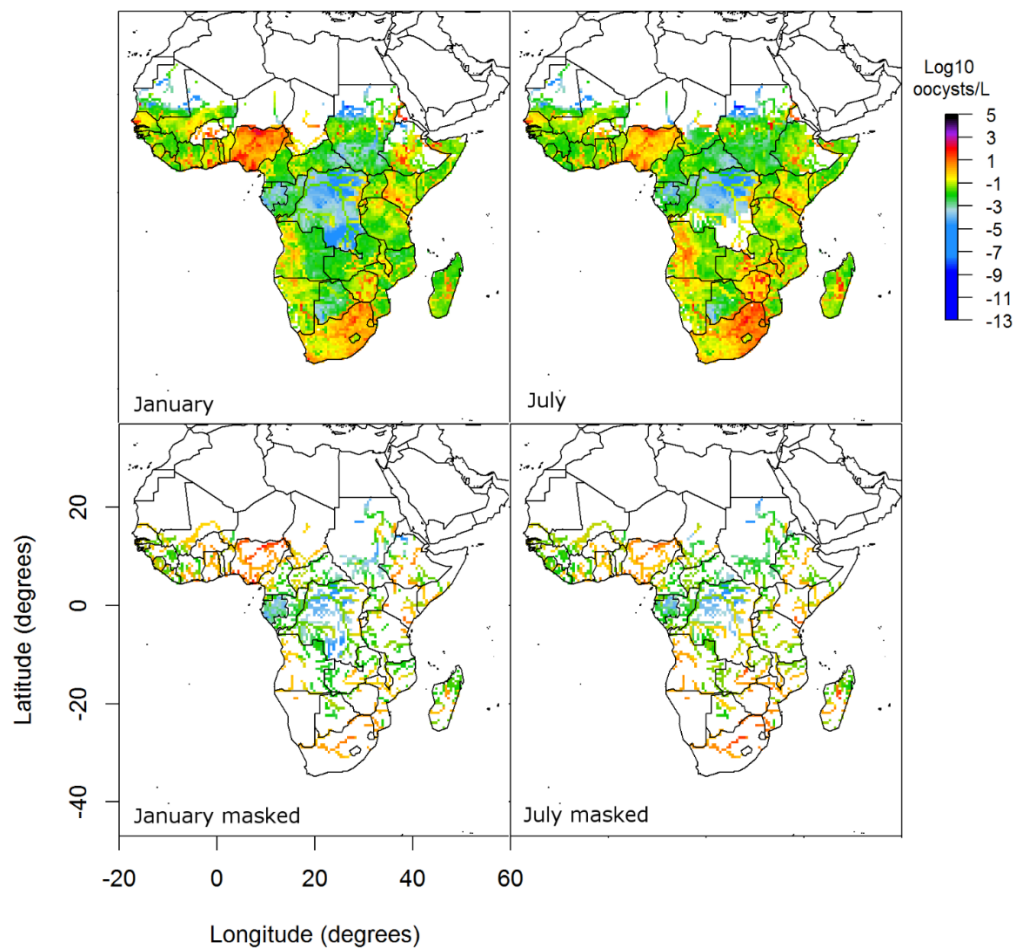 Log10
oocysts/L
5
3
1
-1
-3
-5
-7
-9
-11
-13
January
July
20
0
-20
-40
Latitude (degrees)
January masked
July masked
-20
0
20
40
60
Longitude (degrees)